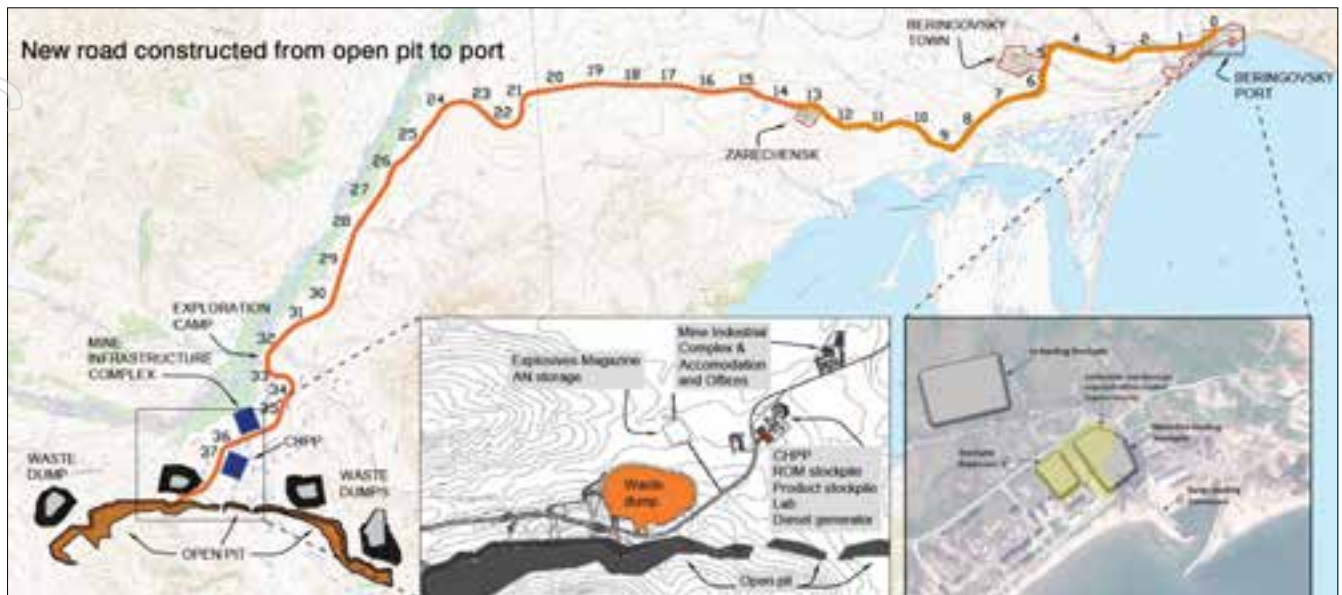 New road constructed from open pit to port
BERINGOVSKY
TOWN
BERINGOVSKY
PORT
0
1
2
3
4
5
6
7
8
9
10
11
12
13
14
15
16
17
18
19
20
21
22
23
24
25
26
27
28
29
30
31
32
33
34
35
36
37
ZARECHENSK
EXPLORATION
CAMP
MINE
INFRASTRUCTURE
COMPLEX
CHPP
WASTE
DUMP
WASTE
DUMPS
OPEN PIT
Explosives Magazine
AN storage
Mine Industrial
Complex &
Accomodation
and Offices
CHPP
ROM stockpile
Product stockpile
Lab
Diesel generator
Waste
dump
Open pit